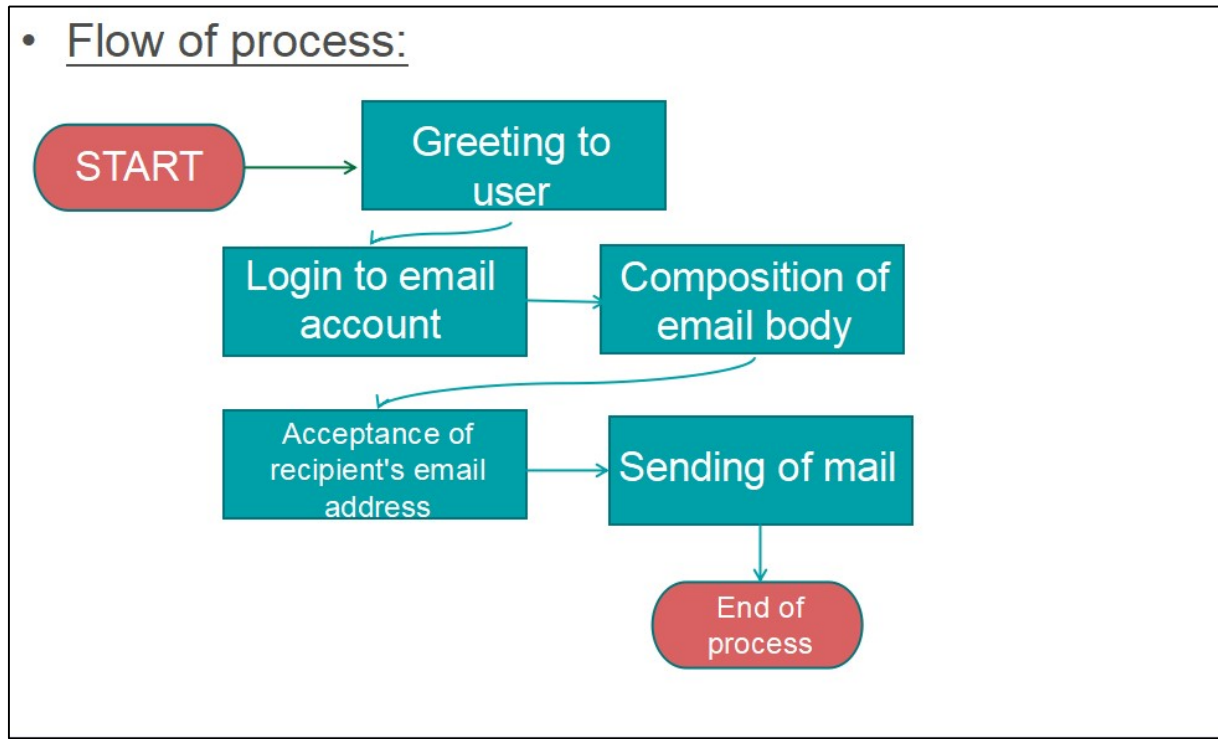 • Flow of process:
START
Greeting to
user
Login to email
account
Composition of
email body
Acceptance of
recipient's email
address
Sending of mail
End of
process